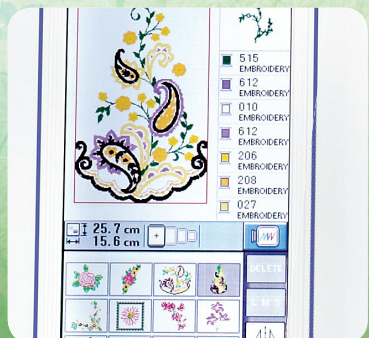 515
EMBROIDERY
612
EMBROIDERY
010
EMBROIDERY
612
EMBROIDERY
206
EMBROIDERY
208
EMBROIDERY
027
EMBROIDERY
25.7 cm
15.6 cm
DELETE
L M S